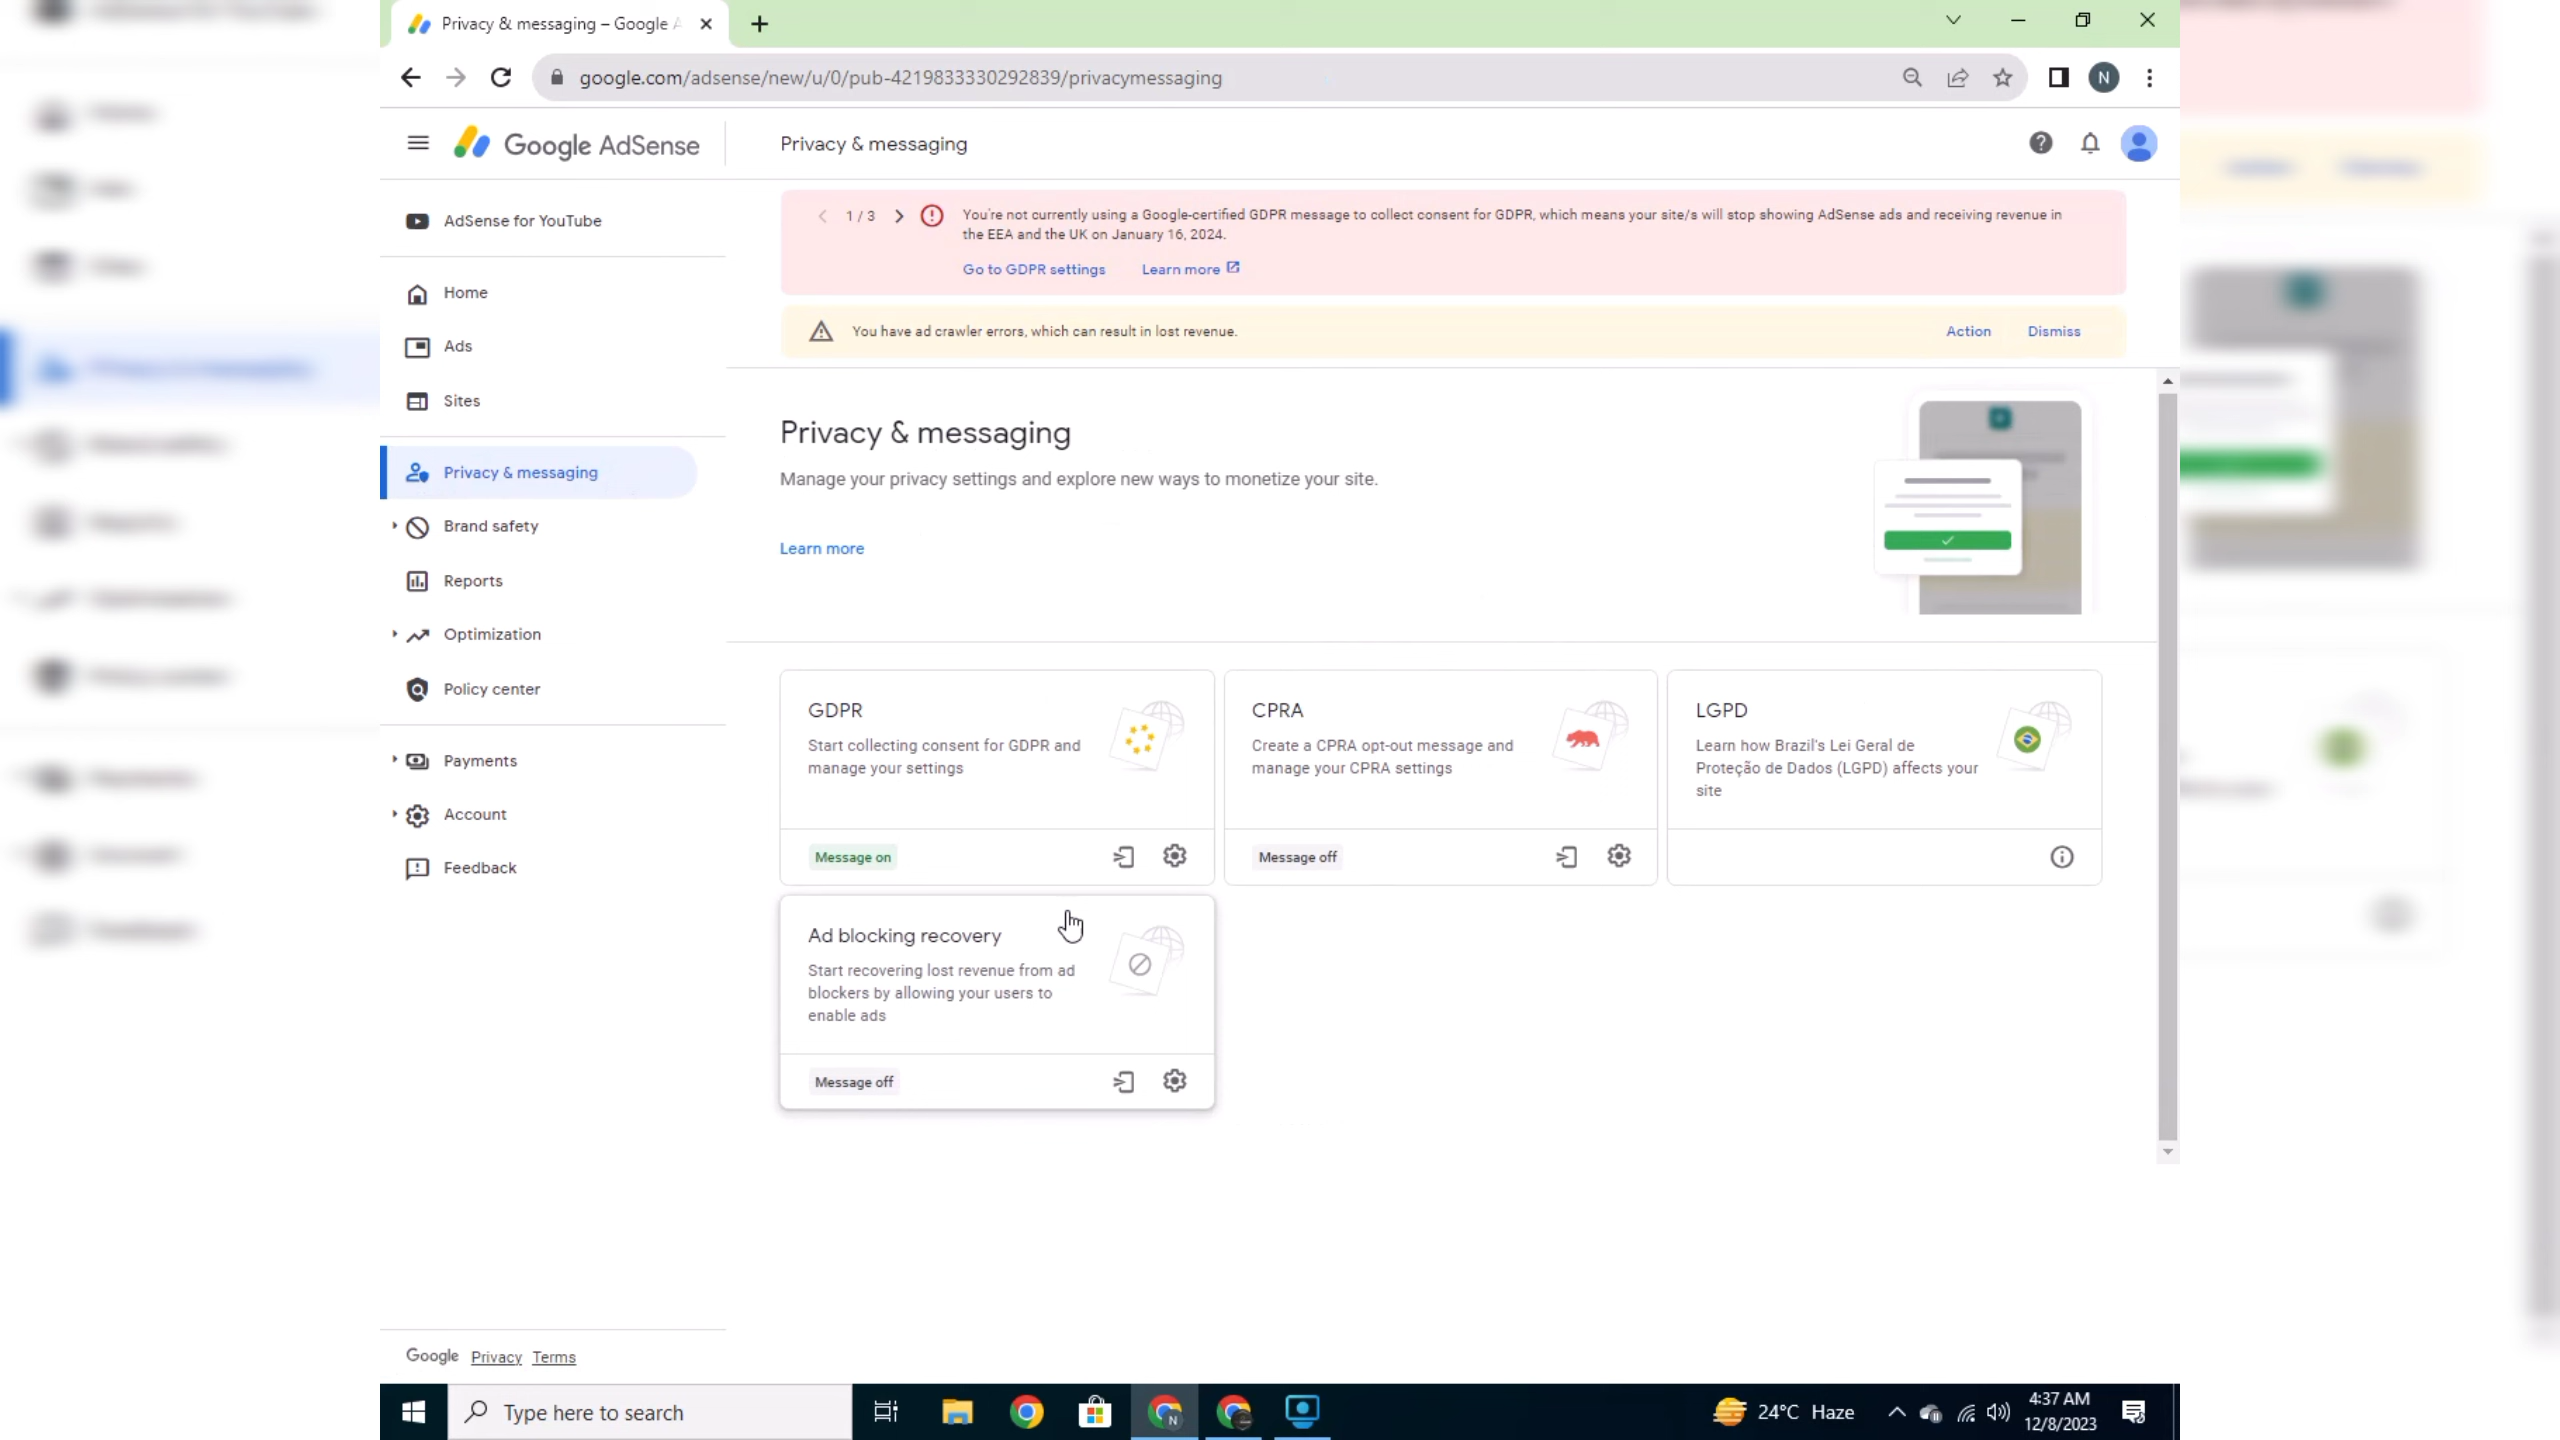 Privacy & messaging – Google A
google.com/adsense/new/u/0/pub-4219833330292839/privacymessaging
N
Google AdSense
Privacy & messaging
AdSense for YouTube
Home
Ads
Sites
Privacy & messaging
Brand safety
Reports
Optimization
Policy center
Payments
Account
Feedback
1 / 3
You're not currently using a Google-certified GDPR message to collect consent for GDPR, which means your site/s will stop showing AdSense ads and receiving revenue in
the EEA and the UK on January 16, 2024.
Go to GDPR settings Learn more
You have ad crawler errors, which can result in lost revenue.
Action Dismiss
Privacy & messaging
Manage your privacy settings and explore new ways to monetize your site.
Learn more
GDPR
Start collecting consent for GDPR and
manage your settings
Message on
CPRA
Create a CPRA opt-out message and
manage your CPRA settings
Message off
LGPD
Learn how Brazil's Lei Geral de
Proteção de Dados (LGPD) affects your
site
Ad blocking recovery
Start recovering lost revenue from ad
blockers by allowing your users to
enable ads
Message off
Google Privacy Terms
Type here to search
N
24°C Haze
4:37 AM
12/8/2023